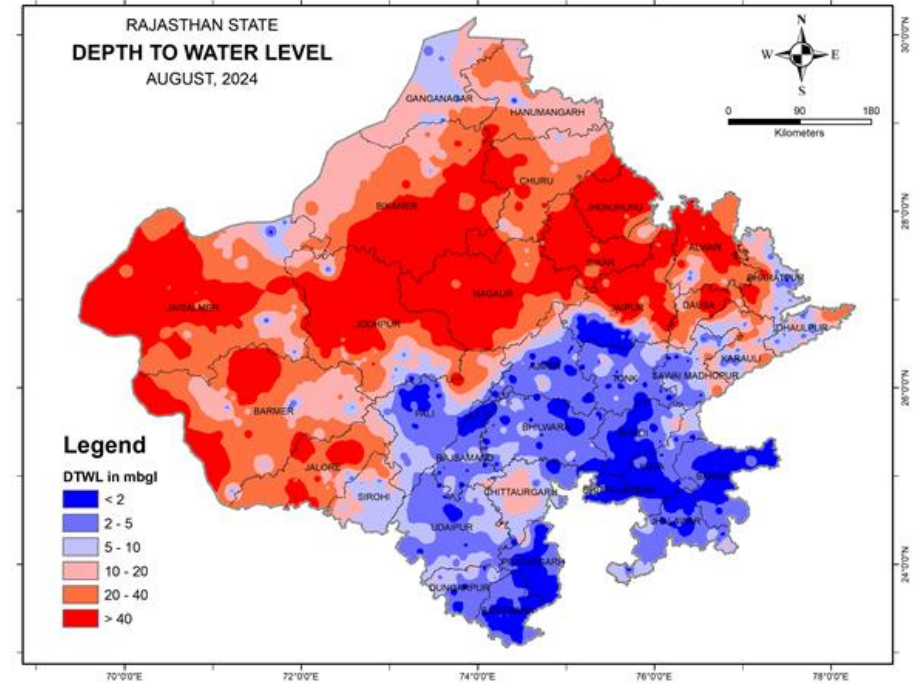 RAJASTHAN STATE
DEPTH TO WATER LEVEL
AUGUST, 2024
N
W E
S
0 90 180
Kilometers
30°0'0"N
28°0'0"N
26°0'0"N
24°0'0"N
GANGANAGAR
HANUMANGARH
CHURU
BIKANER
JHUNJHUNU
SIKAR
ALWAR
BHARATPUR
JAISALMER
NAGAUR
JAIPUR
DAUSA
JODHPUR
DHAULPUR
KARAULI
TONK
SAWAI MADHOPUR
BARMER
PALI
BHILWARA
RAJSAMAND
JALORE
SIROHI
CHITTAURGARH
UDAIPUR
JHALAWAR
DUNGARPUR
Legend
DTWL in mbgl
< 2
2 - 5
5 - 10
10 - 20
20 - 40
> 40
70°0'0"E
72°0'0"E
74°0'0"E
76°0'0"E
78°0'0"E